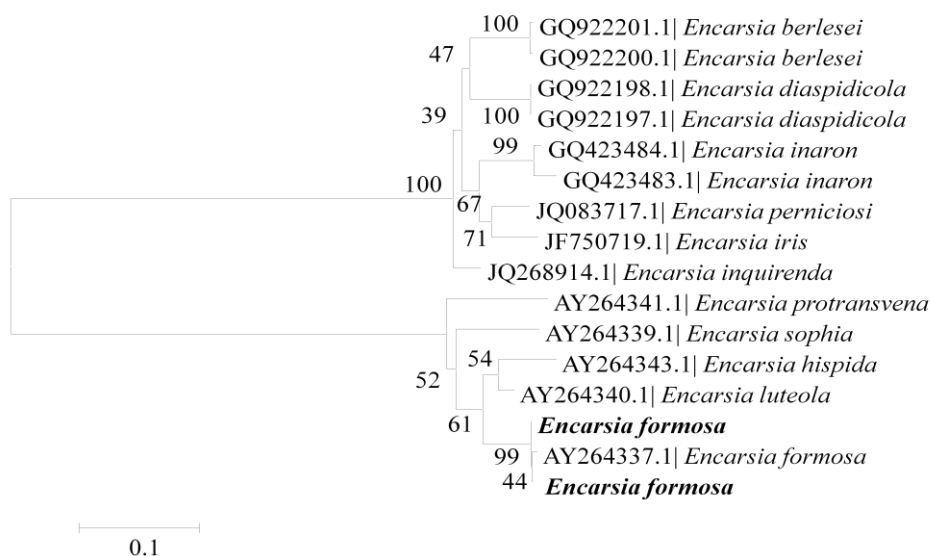 100
GQ922201.1| Encarsia berlesei
47
GQ922200.1| Encarsia berlesei
GQ922198.1| Encarsia diaspidicola
39
100
GQ922197.1| Encarsia diaspidicola
99
GQ423484.1| Encarsia inaron
100
GQ423483.1| Encarsia inaron
67
JQ083717.1| Encarsia perniciosi
71
JF750719.1| Encarsia iris
JQ268914.1| Encarsia inquirenda
AY264341.1| Encarsia protransvena
AY264339.1| Encarsia sophia
54
AY264343.1| Encarsia hispida
52
AY264340.1| Encarsia luteola
61
Encarsia formosa
99
AY264337.1| Encarsia formosa
44
Encarsia formosa
0.1